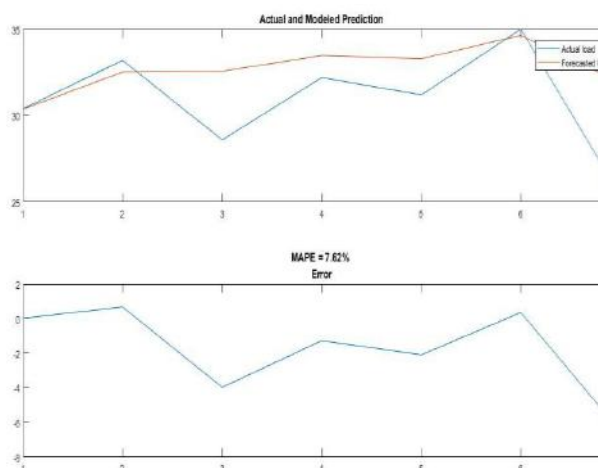 Actual and Modeled Prediction
35
30
25
Actual load
Forecasted
1 2 3 4 5 6
MAPE = 7.62%
Error
2
0
-2
-4
-6
-8